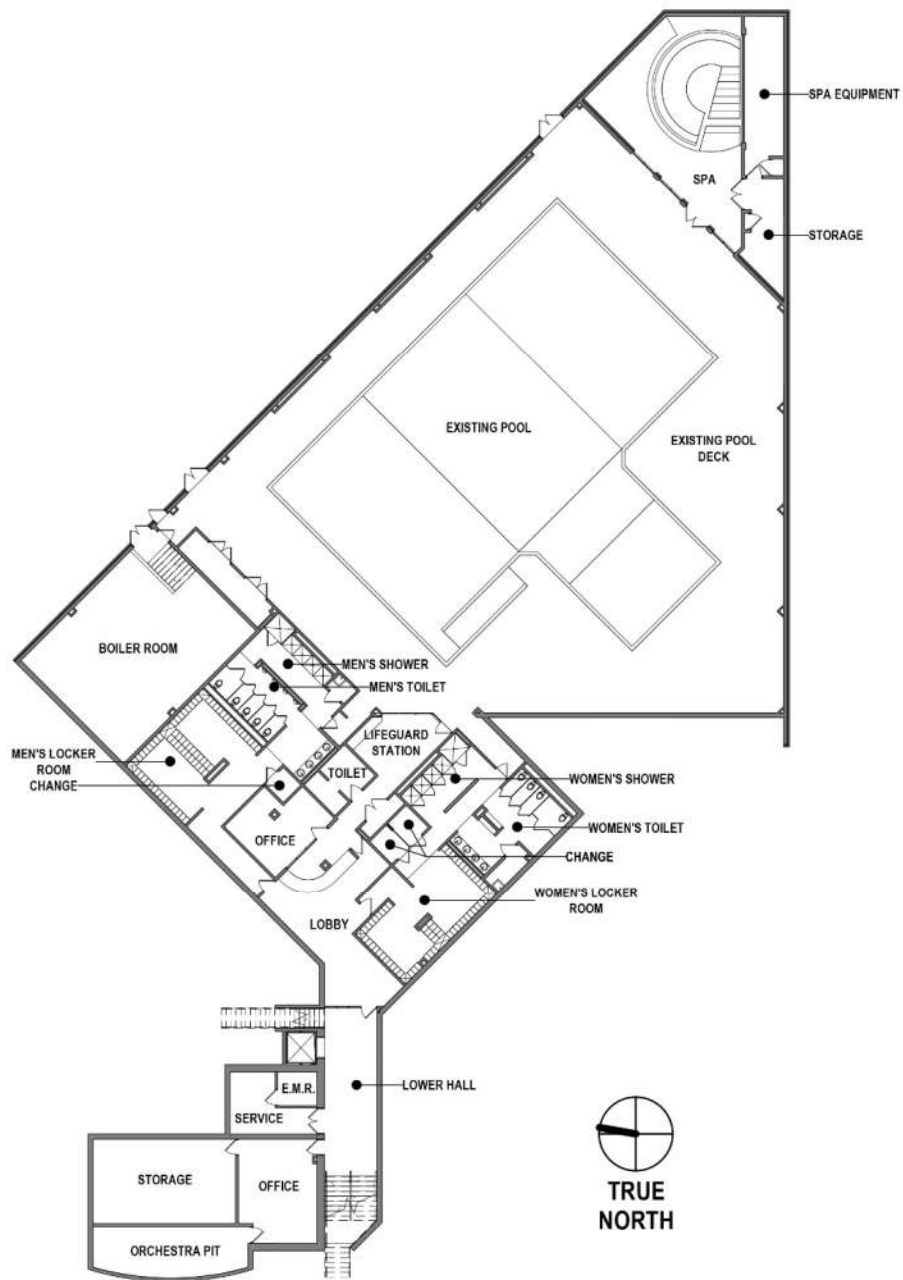 SPA EQUIPMENT
SPA
STORAGE
EXISTING POOL
EXISTING POOL
DECK
BOILER ROOM
MEN'S SHOWER
MEN'S TOILET
LIFEGUARD
STATION
MEN'S LOCKER
ROOM
CHANGE
TOILET
WOMEN'S SHOWER
OFFICE
WOMEN'S TOILET
CHANGE
WOMEN'S LOCKER
ROOM
LOBBY
LOWER HALL
E.M.R.
SERVICE
STORAGE
OFFICE
ORCHESTRA PIT
TRUE
NORTH